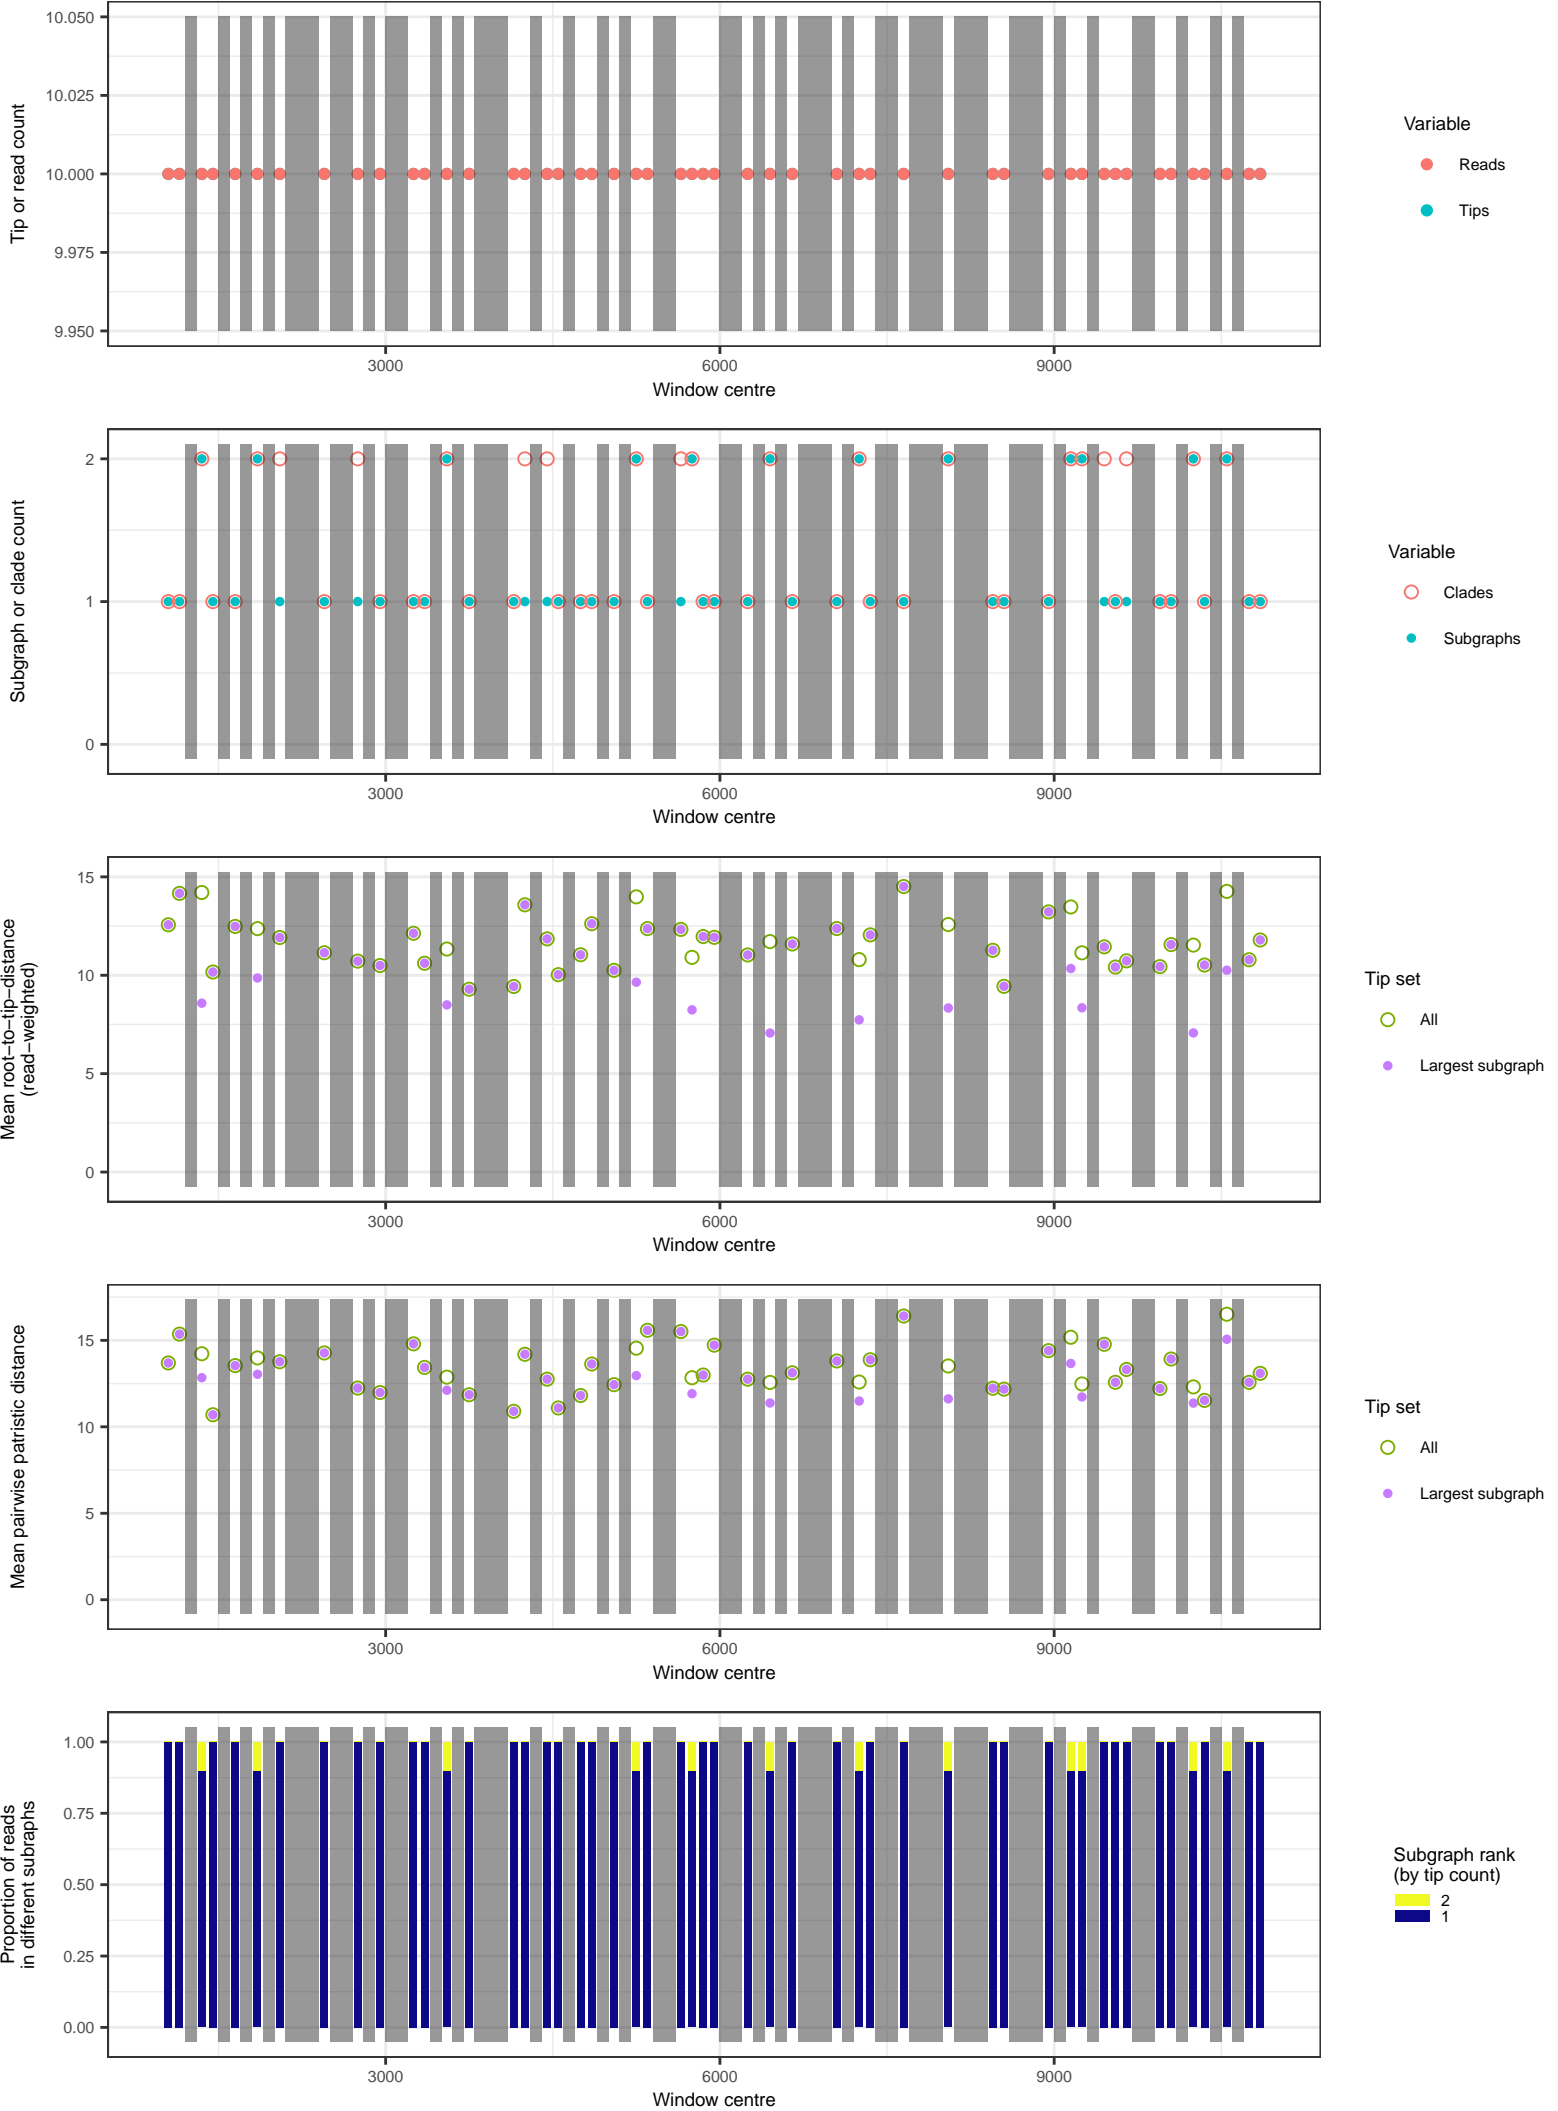 Tip or read count
10.050
10.025
10.000
9.975
9.950
3000
6000
9000
Window centre
Variable
Reads
Tips
Subgraph or clade count
2
1
0
3000
6000
9000
Window centre
Variable
Clades
Subgraphs
Mean root−to−tip−distance
(read−weighted)
15
10
5
0
3000
6000
9000
Window centre
Tip set
All
Largest subgraph
Mean pairwise patristic distance
15
10
5
0
3000
6000
9000
Window centre
Tip set
All
Largest subgraph
Proportion of reads
in different subraphs
1.00
0.75
0.50
0.25
0.00
3000
6000
9000
Window centre
Subgraph rank
(by tip count)
2
1